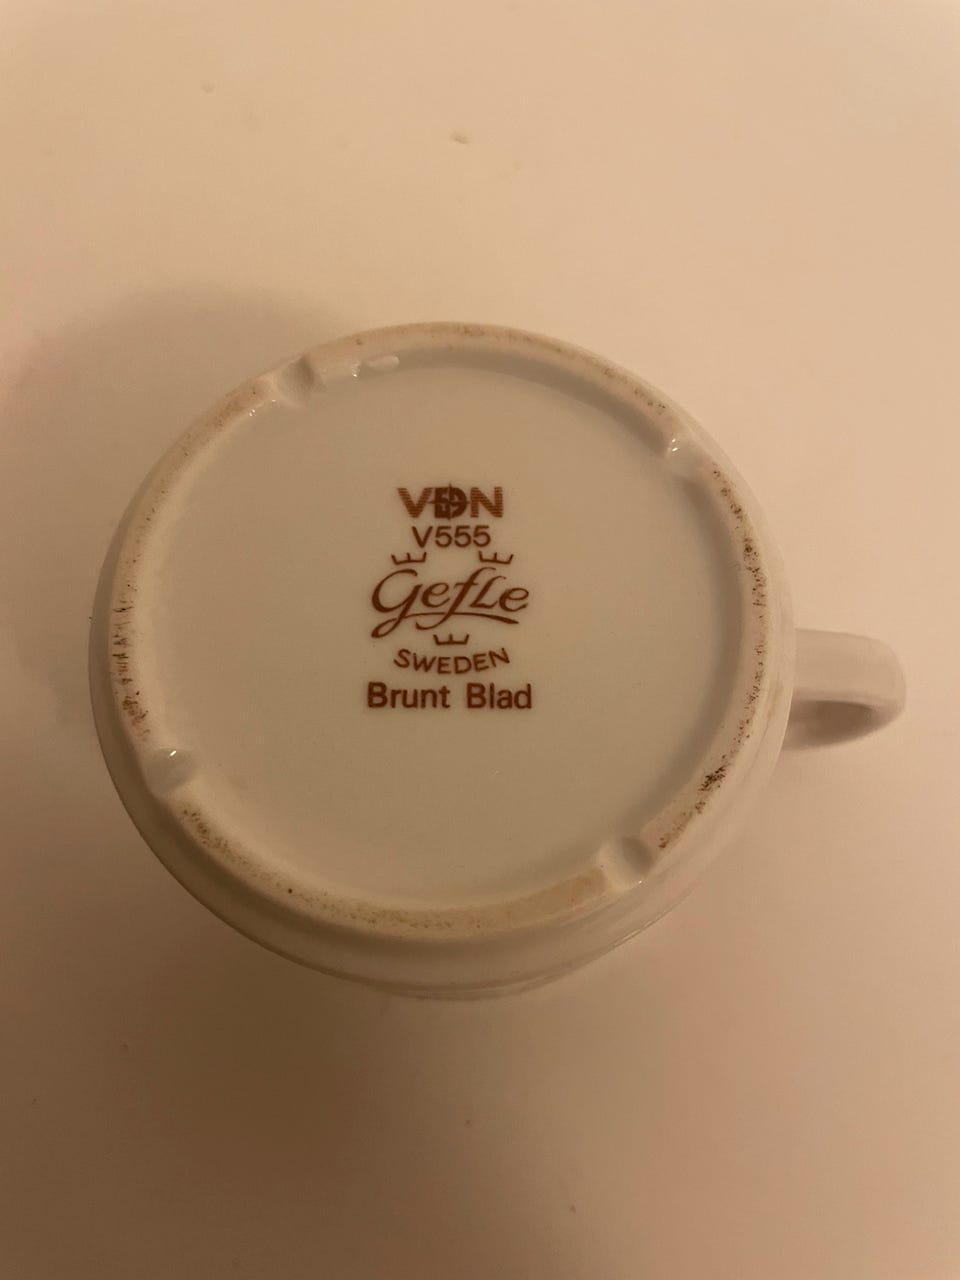 VDN
V555
Gefle
SWEDEN
Brunt Blad